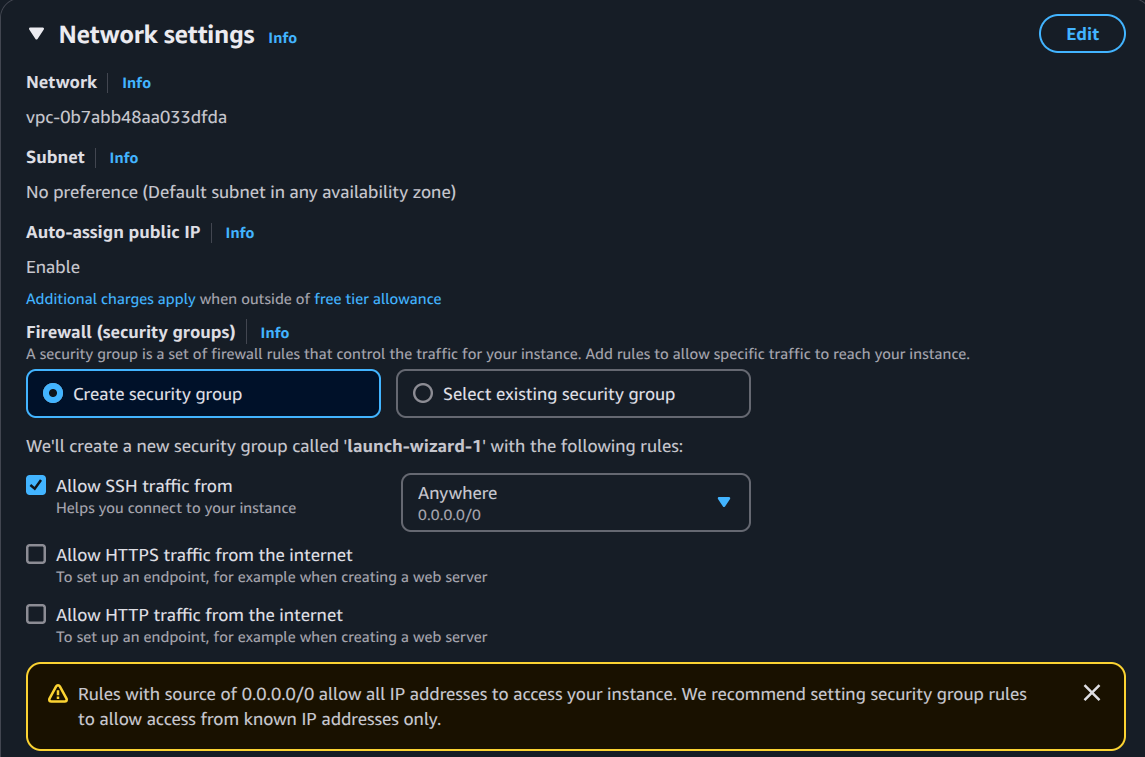 Network settings Info Edit
Network Info
vpc-0b7abb48aa033dfda
Subnet Info
No preference (Default subnet in any availability zone)
Auto-assign public IP Info
Enable
Additional charges apply when outside of free tier allowance
Firewall (security groups) Info
A security group is a set of firewall rules that control the traffic for your instance. Add rules to allow specific traffic to reach your instance.
Create security group Select existing security group
We'll create a new security group called 'launch-wizard-1' with the following rules:
Allow SSH traffic from
Helps you connect to your instance
Anywhere
0.0.0.0/0
Allow HTTPS traffic from the internet
To set up an endpoint, for example when creating a web server
Allow HTTP traffic from the internet
To set up an endpoint, for example when creating a web server
Rules with source of 0.0.0.0/0 allow all IP addresses to access your instance. We recommend setting security group rules
to allow access from known IP addresses only.